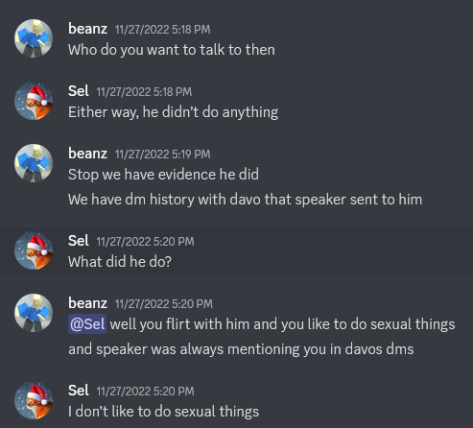 beanz 11/27/2022 5:18 PM
Who do you want to talk to then
Sel 11/27/2022 5:18 PM
Either way, he didn't do anything
beanz 11/27/2022 5:19 PM
Stop we have evidence he did
We have dm history with davo that speaker sent to him
Sel 11/27/2022 5:20 PM
What did he do?
beanz 11/27/2022 5:20 PM
@Sel well you flirt with him and you like to do sexual things
and speaker was always mentioning you in davos dms
Sel 11/27/2022 5:20 PM
I don't like to do sexual things